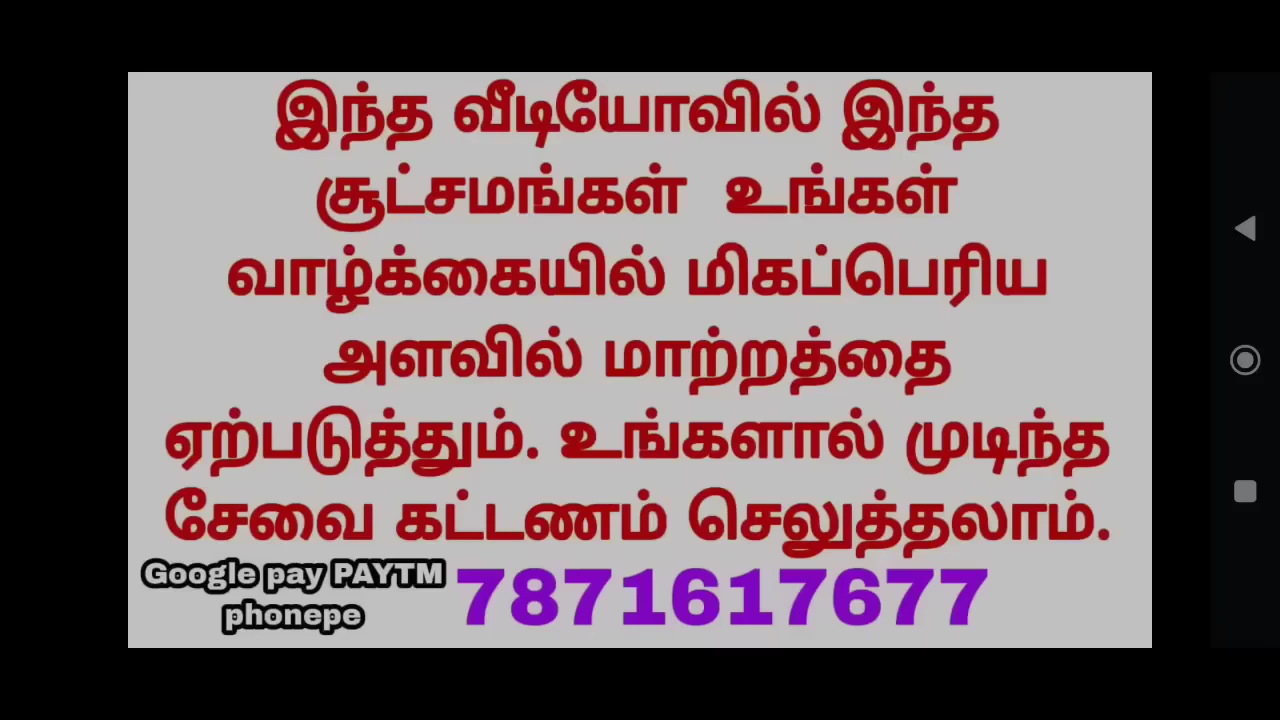 இந்த வீடியோவில் இந்த
சூட்சமங்கள் உங்கள்
வாழ்க்கையில் மிகப்பெரிய
அளவில் மாற்றத்தை
ஏற்படுத்தும். உங்களால் முடிந்த
சேவை கட்டணம் செலுத்தலாம்.
Google pay PAYTM
phonepe
7871617677